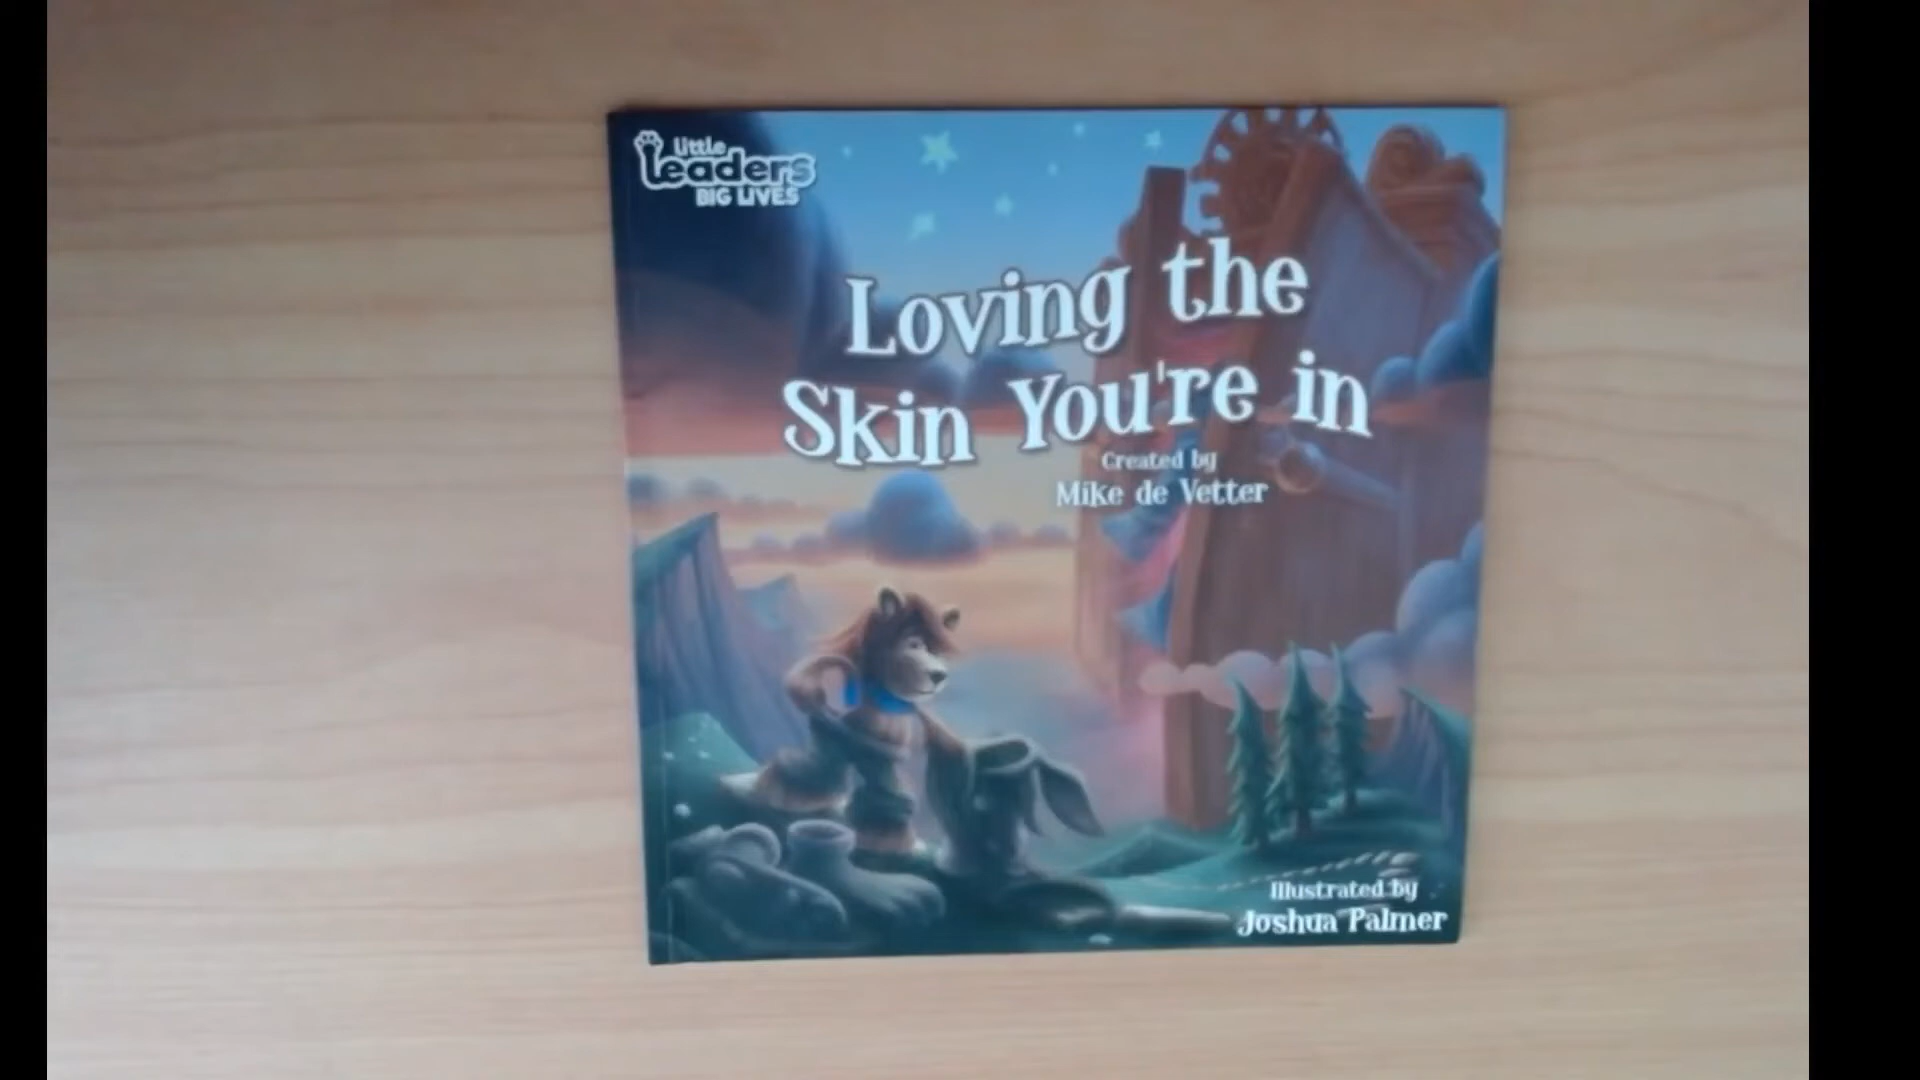 Little
Leaders
BIG LIVES
Loving the
Skin You're in
Created by
Mike de Vetter
Illustrated by
Joshua Palmer